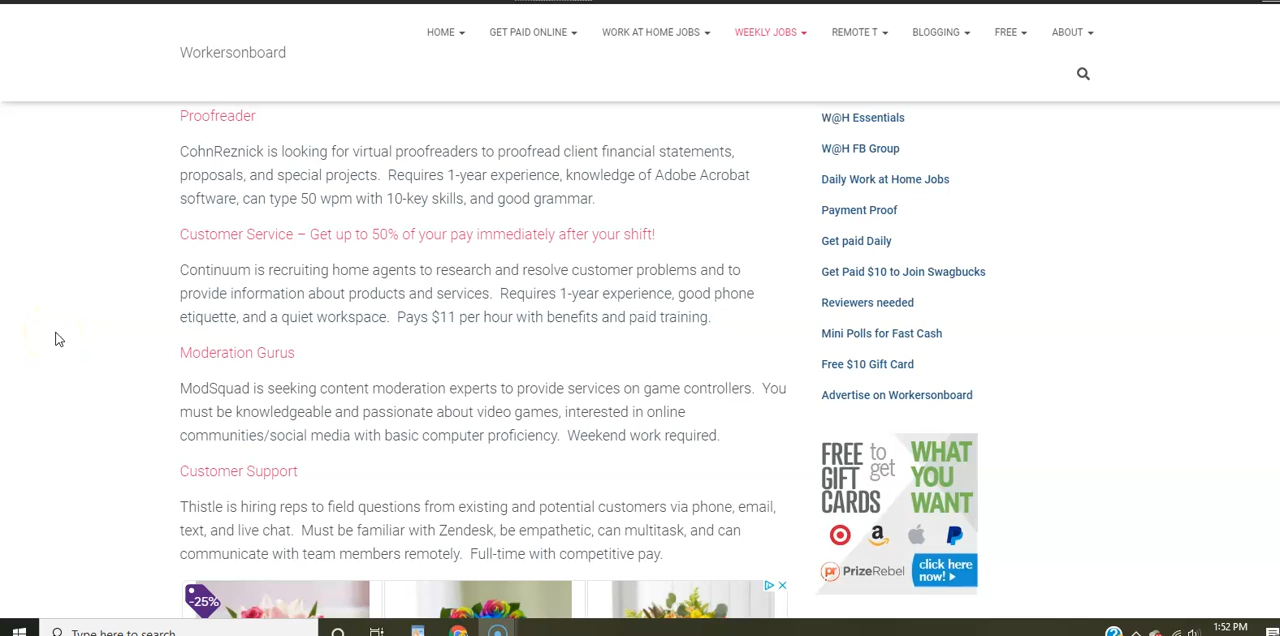 HOME GET PAID ONLINE WORK AT HOME JOBS WEEKLY JOBS REMOTE T BLOGGING FREE ABOUT
Workersonboard
Proofreader
CohnReznick is looking for virtual proofreaders to proofread client financial statements,
proposals, and special projects. Requires 1-year experience, knowledge of Adobe Acrobat
software, can type 50 wpm with 10-key skills, and good grammar.
Customer Service – Get up to 50% of your pay immediately after your shift!
Continuum is recruiting home agents to research and resolve customer problems and to
provide information about products and services. Requires 1-year experience, good phone
etiquette, and a quiet workspace. Pays $11 per hour with benefits and paid training.
Moderation Gurus
ModSquad is seeking content moderation experts to provide services on game controllers. You
must be knowledgeable and passionate about video games, interested in online
communities/social media with basic computer proficiency. Weekend work required.
Customer Support
Thistle is hiring reps to field questions from existing and potential customers via phone, email,
text, and live chat. Must be familiar with Zendesk, be empathetic, can multitask, and can
communicate with team members remotely. Full-time with competitive pay.
-25%
W@H Essentials
W@H FB Group
Daily Work at Home Jobs
Payment Proof
Get paid Daily
Get Paid $10 to Join Swagbucks
Reviewers needed
Mini Polls for Fast Cash
Free $10 Gift Card
Advertise on Workersonboard
FREE to get WHAT
GIFT YOU
CARDS WANT
pr PrizeRebel click here
now!
Type here to search
1:52 PM